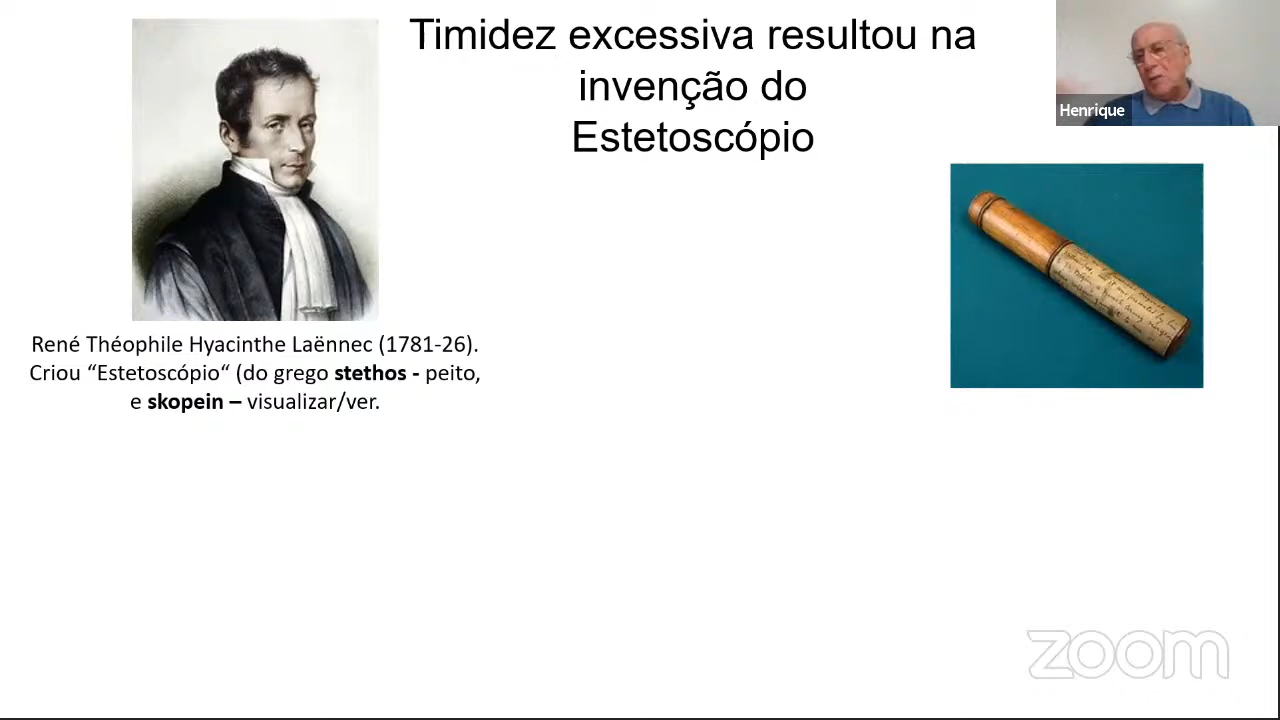 Timidez excessiva resultou na
invenção do
Estetoscópio
Henrique
René Théophile Hyacinthe Laënnec (1781-26).
Criou “Estetoscópio“ (do grego stethos - peito,
e skopein – visualizar/ver.
zoom